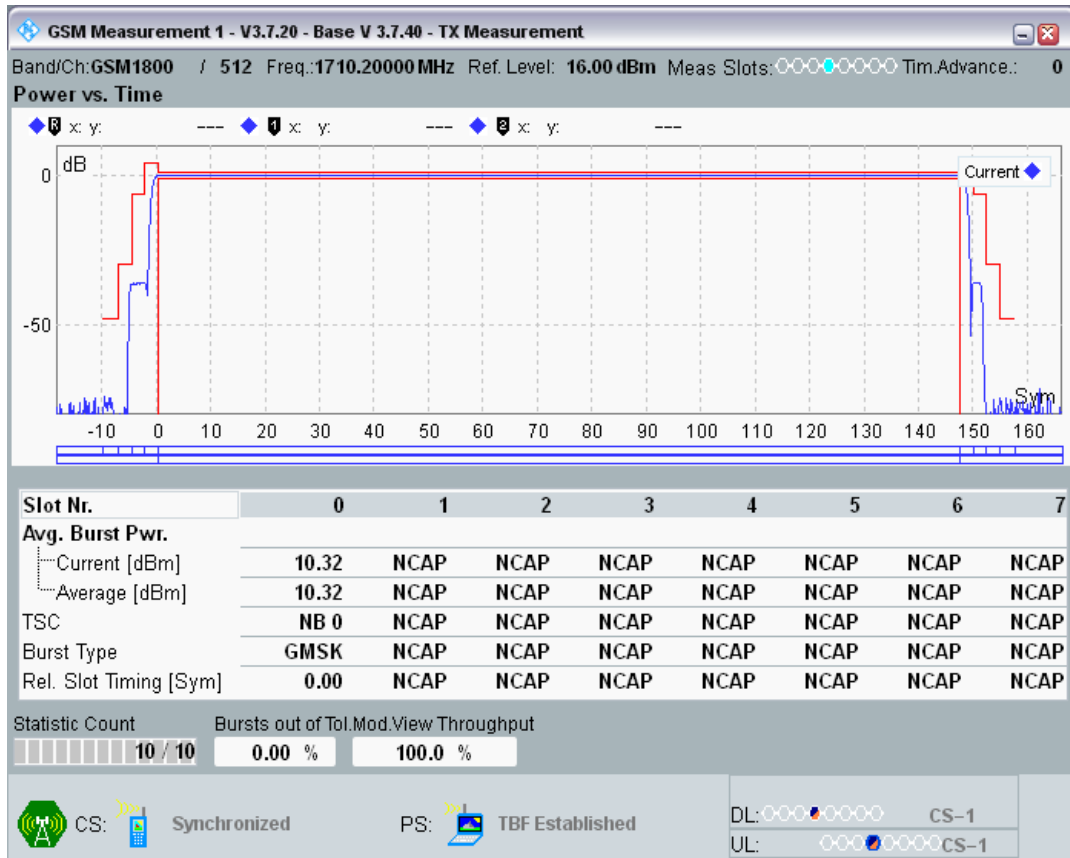 GSM Measurement 1 - V3.7.20 - Base V 3.7.40 - TX Measurement
Band/Ch:GSM1800 / 512 Freq.:1710.20000 MHz Ref. Level: 16.00 dBm Meas Slots: Tim.Advance.: 0
Power vs. Time
R x: y: --- 1 x: y: --- 2 x: y: ---
dB
Current
0
-50
Sym
-10 0 10 20 30 40 50 60 70 80 90 100 110 120 130 140 150 160
Slot Nr. 0 1 2 3 4 5 6 7
Avg. Burst Pwr.
Current [dBm] 10.32 NCAP NCAP NCAP NCAP NCAP NCAP NCAP
Average [dBm] 10.32 NCAP NCAP NCAP NCAP NCAP NCAP NCAP
TSC NB 0 NCAP NCAP NCAP NCAP NCAP NCAP NCAP
Burst Type GMSK NCAP NCAP NCAP NCAP NCAP NCAP NCAP
Rel. Slot Timing [Sym] 0.00 NCAP NCAP NCAP NCAP NCAP NCAP NCAP
Statistic Count Bursts out of Tol. Mod.View Throughput
10 / 10 0.00 % 100.0 %
CS: Synchronized PS: TBF Established
DL: CS-1
UL: CS-1